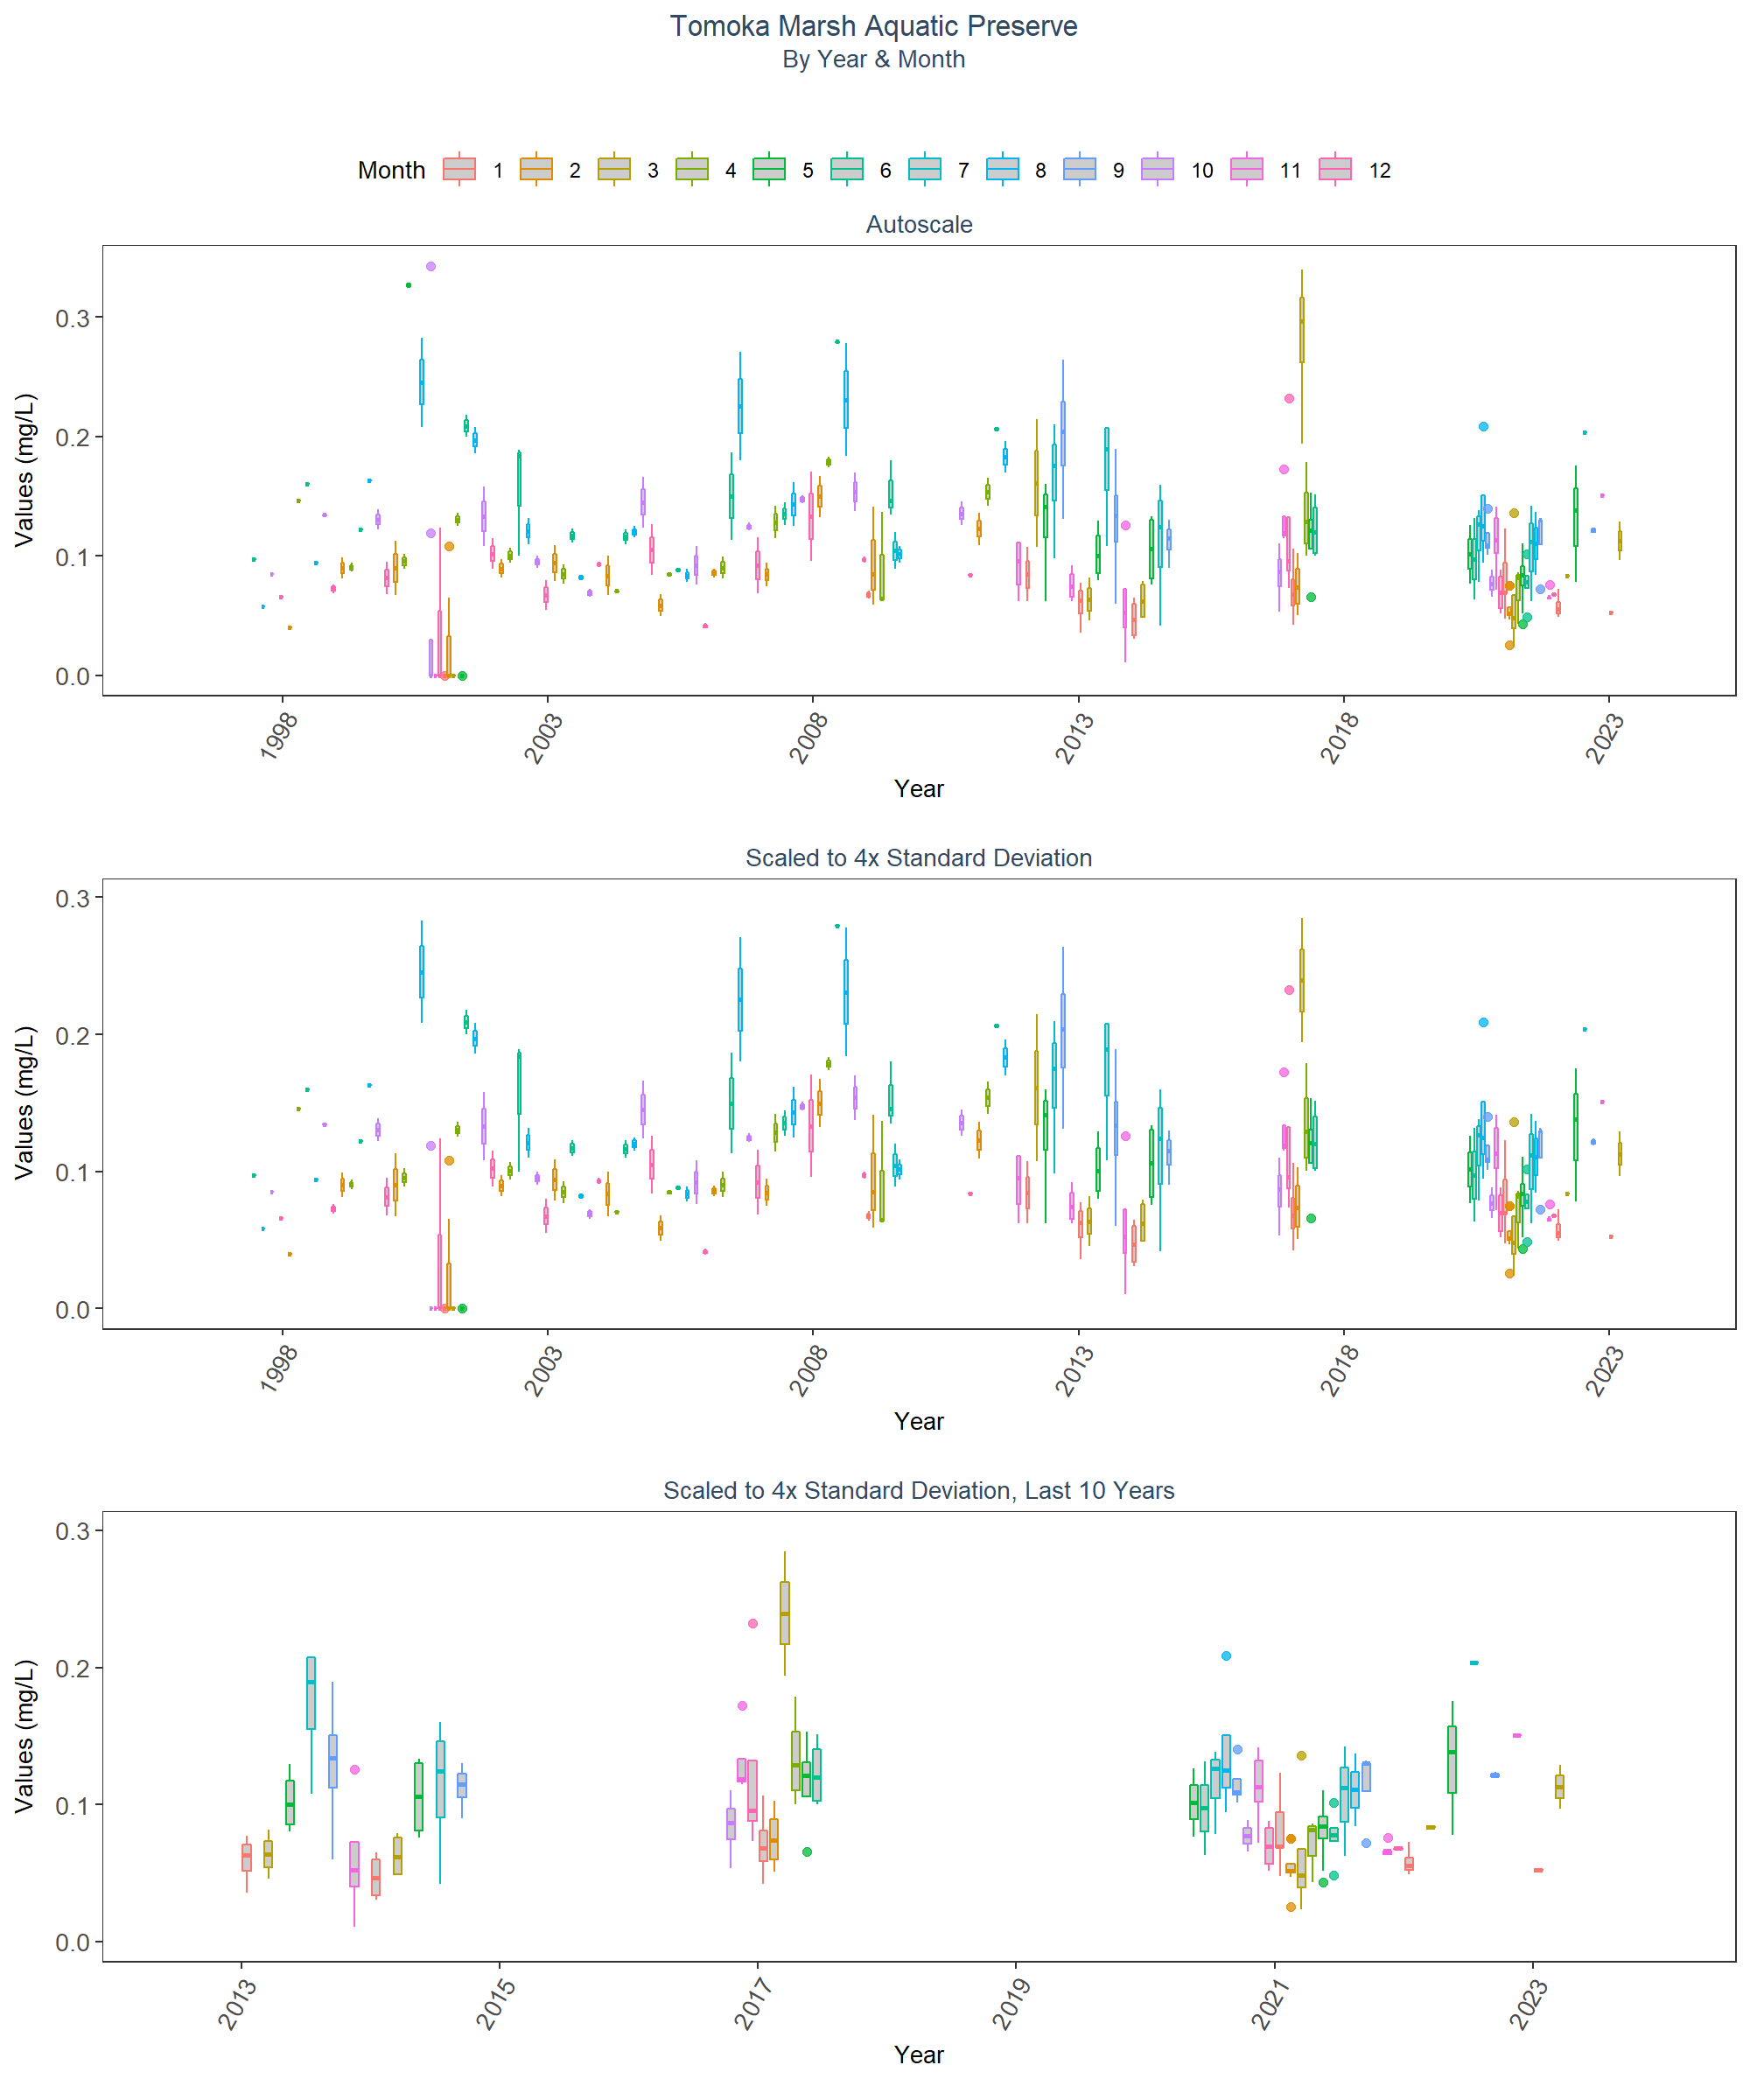 Tomoka Marsh Aquatic Preserve
By Year & Month
Month 1 2 3 4 5 6 7 8 9 10 11 12
Autoscale
Values (mg/L)
0.3
0.2
0.1
0.0
1998 2003 2008 2013 2018 2023
Year
Scaled to 4x Standard Deviation
Values (mg/L)
0.3
0.2
0.1
0.0
1998 2003 2008 2013 2018 2023
Year
Scaled to 4x Standard Deviation, Last 10 Years
Values (mg/L)
0.3
0.2
0.1
0.0
2013 2015 2017 2019 2021 2023
Year